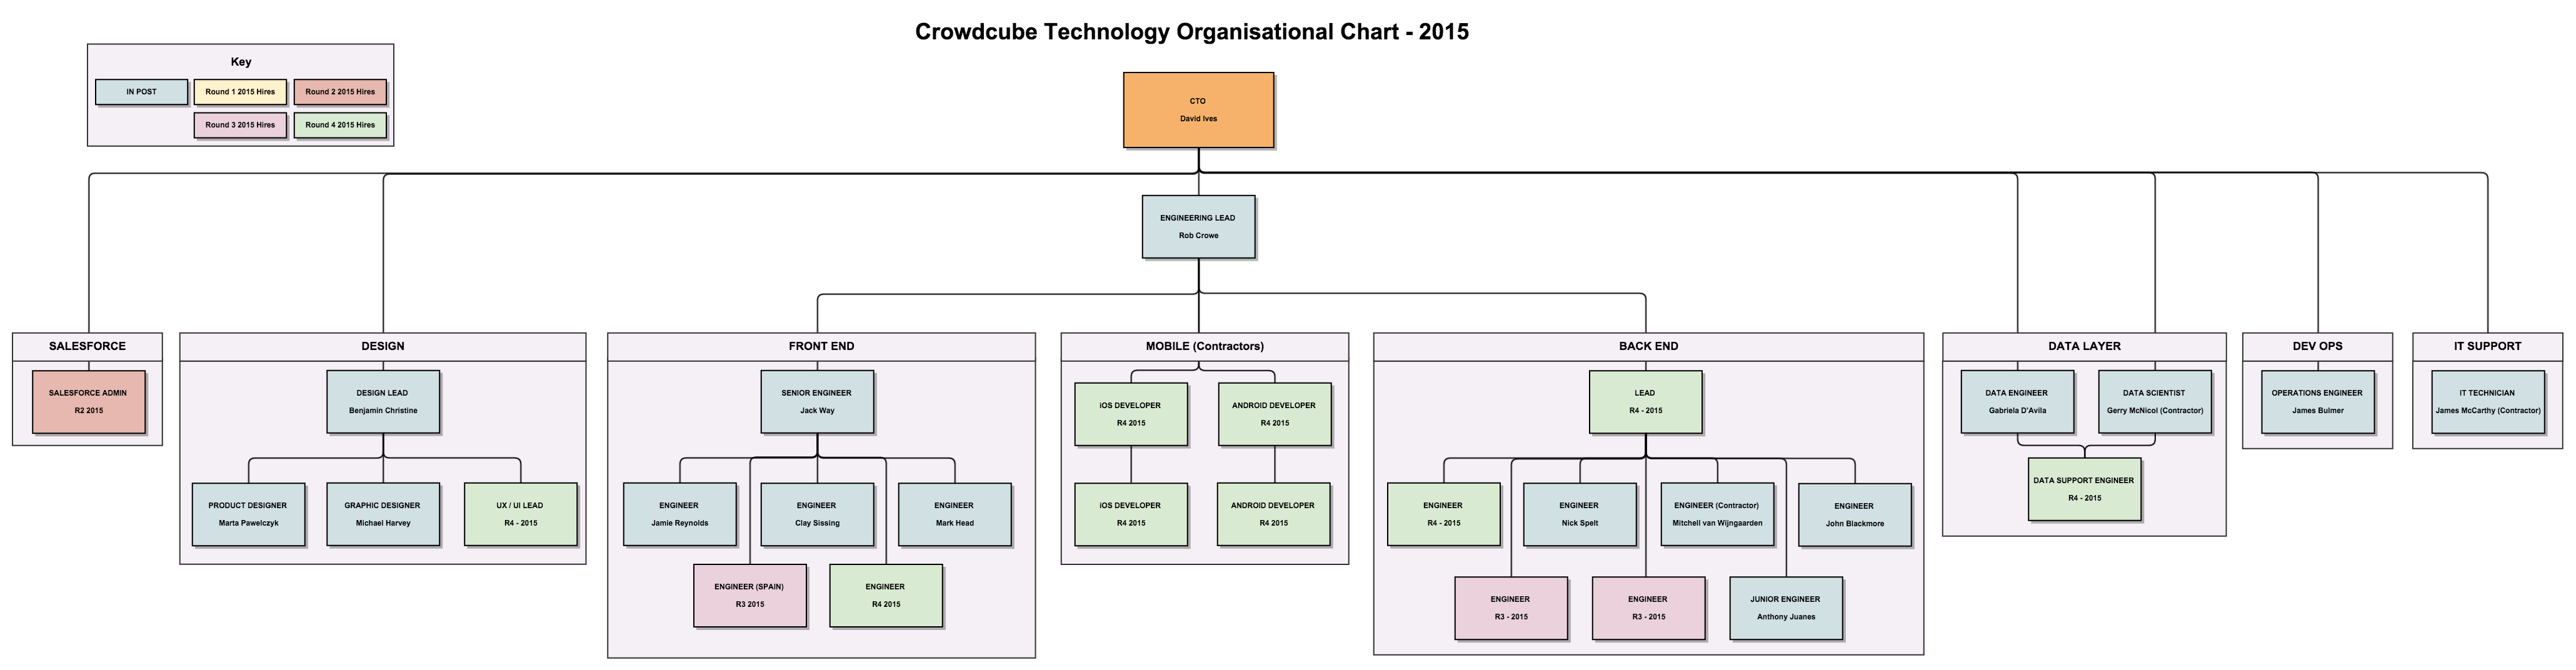 Crowdcube Technology Organisational Chart - 2015
Key
IN POST
Round 1 2015 Hires
Round 2 2015 Hires
Round 3 2015 Hires
Round 4 2015 Hires
CTO
David Ives
ENGINEERING LEAD
Rob Crowe
SALESFORCE
SALESFORCE ADMIN
R2 2015
DESIGN
DESIGN LEAD
Benjamin Christine
PRODUCT DESIGNER
Marta Pawelczyk
GRAPHIC DESIGNER
Michael Harvey
UX / UI LEAD
R4 - 2015
FRONT END
SENIOR ENGINEER
Jack Way
ENGINEER
Jamie Reynolds
ENGINEER
Clay Sissing
ENGINEER
Mark Head
ENGINEER (SPAIN)
R3 2015
ENGINEER
R4 2015
MOBILE (Contractors)
iOS DEVELOPER
R4 2015
ANDROID DEVELOPER
R4 2015
iOS DEVELOPER
R4 2015
ANDROID DEVELOPER
R4 2015
BACK END
LEAD
R4 - 2015
ENGINEER
R4 - 2015
ENGINEER
Nick Spelt
ENGINEER (Contractor)
Mitchell van Wijngaarden
ENGINEER
John Blackmore
ENGINEER
R3 - 2015
ENGINEER
R3 - 2015
JUNIOR ENGINEER
Anthony Juanes
DATA LAYER
DATA ENGINEER
Gabriela D'Avila
DATA SCIENTIST
Gerry McNicol (Contractor)
DATA SUPPORT ENGINEER
R4 - 2015
DEV OPS
OPERATIONS ENGINEER
James Bulmer
IT SUPPORT
IT TECHNICIAN
James McCarthy (Contractor)